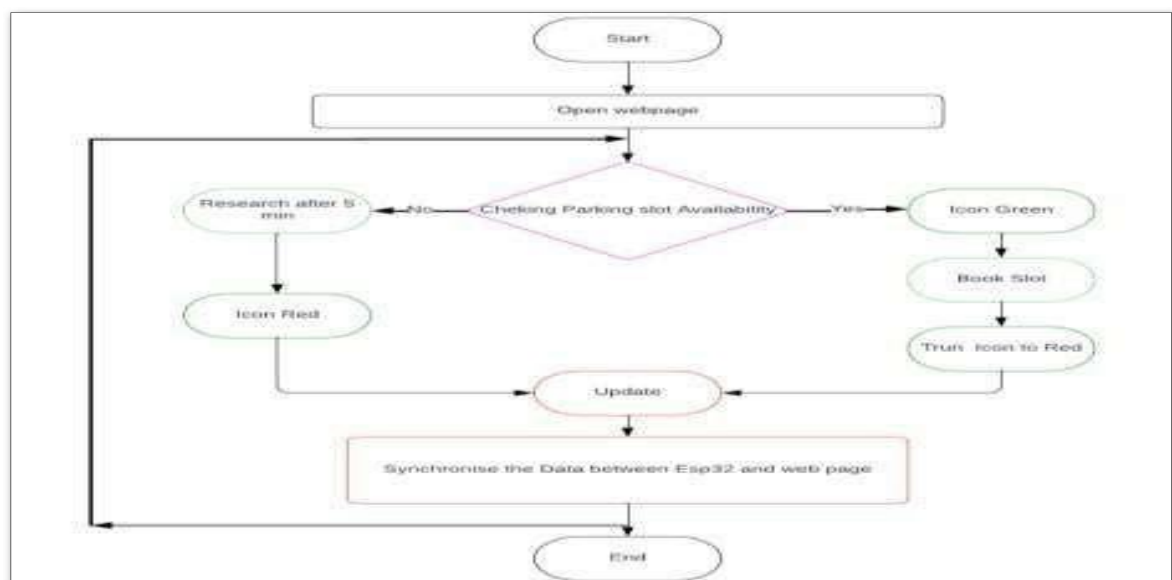 Start
Open webpage
Research after 5
min
No
Cheking Parking slot Availability
Yes
Icon Green
Book Slot
Icon Red
Trun Icon to Red
Update
Synchronise the Data between Esp32 and web page
End